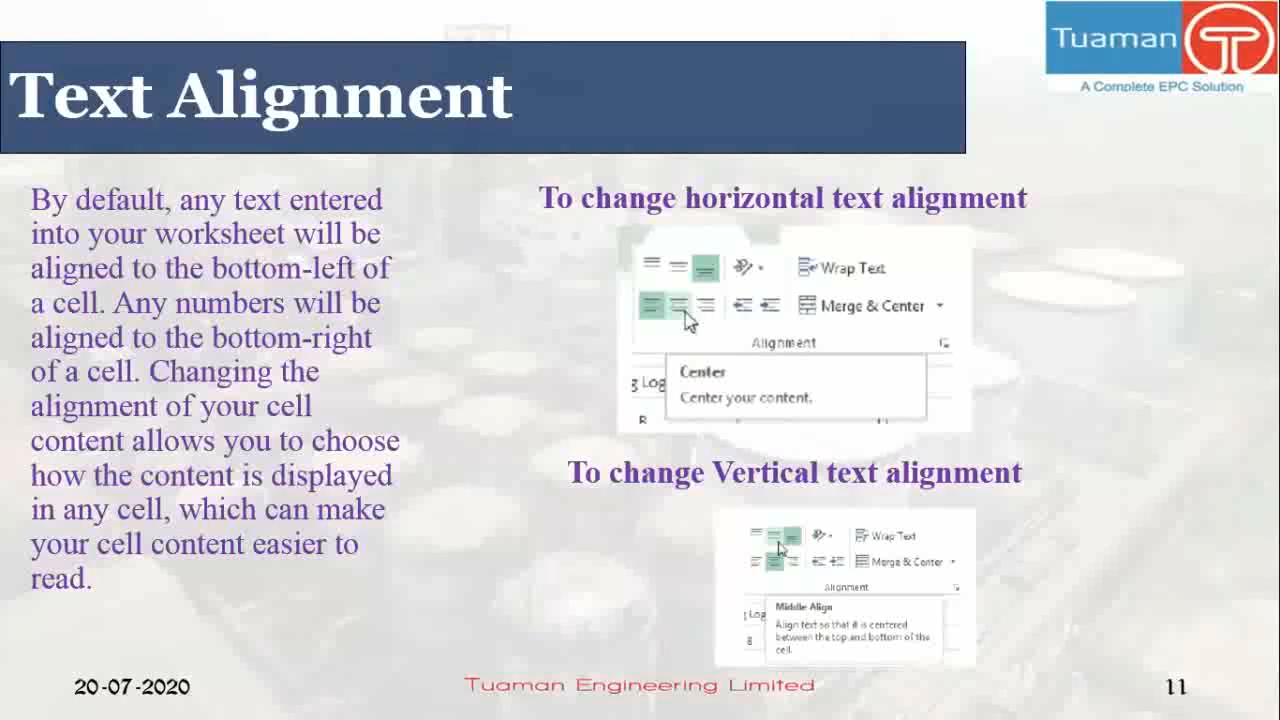 Tuaman
A Complete EPC Solution
Text Alignment
By default, any text entered
into your worksheet will be
aligned to the bottom-left of
a cell. Any numbers will be
aligned to the bottom-right
of a cell. Changing the
alignment of your cell
content allows you to choose
how the content is displayed
in any cell, which can make
your cell content easier to
read.
To change horizontal text alignment
Wrap Text
Merge & Center
Alignment
g Log
Center
Center your content.
To change Vertical text alignment
Wrap Text
Merge & Center
Alignment
Middle Align
g Log
Align text so that it is centered
between the top and bottom of the
cell.
20-07-2020
Tuaman Engineering Limited
11